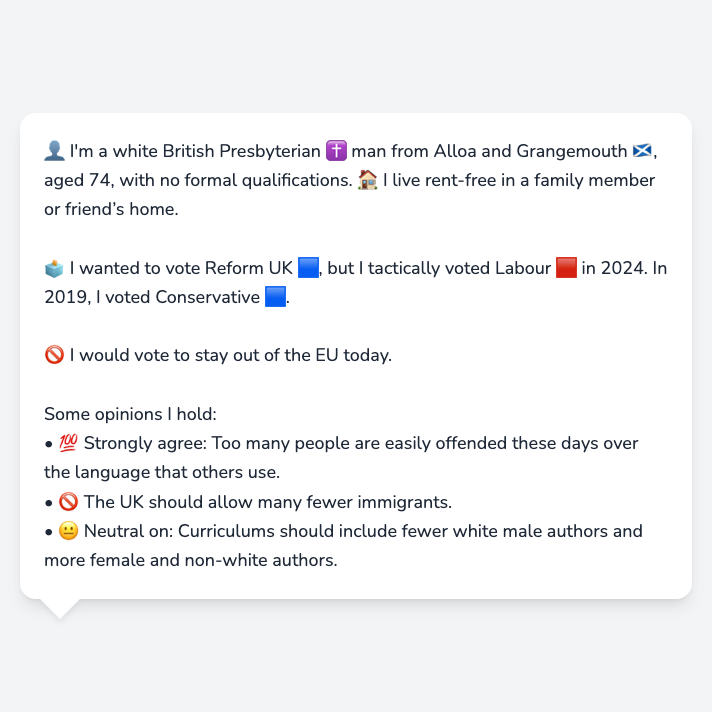 👤 I'm a white British Presbyterian ✝️ man from Alloa and Grangemouth 🏴󠁧󠁢󠁳󠁣󠁴󠁿,
aged 74, with no formal qualifications. 🏠 I live rent-free in a family member
or friend’s home.
🗳️ I wanted to vote Reform UK 🟦, but I tactically voted Labour 🟥 in 2024. In
2019, I voted Conservative 🟦.
🚫 I would vote to stay out of the EU today.
Some opinions I hold:
• 💯 Strongly agree: Too many people are easily offended these days over
the language that others use.
• 🚫 The UK should allow many fewer immigrants.
• 😐 Neutral on: Curriculums should include fewer white male authors and
more female and non-white authors.